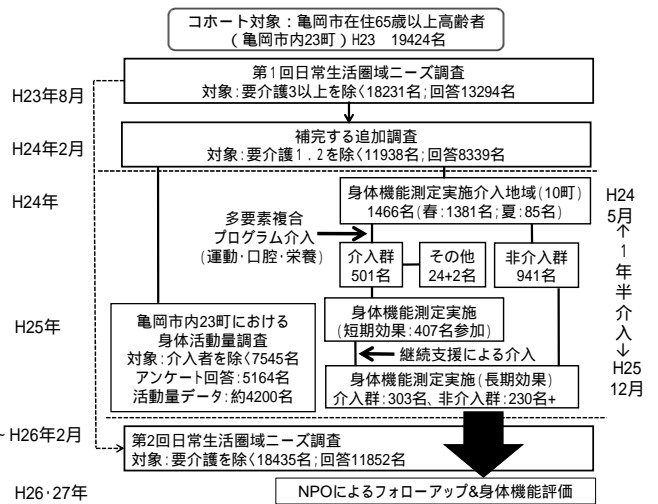 コホート対象：亀岡市在住65歳以上高齢者
（亀岡市内23町）H23　19424名
第1回日常生活圏域ニーズ調査
対象：要介護3以上を除く18231名；回答13294名
H23年8月
補完する追加調査
対象：要介護1．2を除く11938名；回答8339名
H24年2月
H24年
身体機能測定実施介入地域（10町）
1466名（春：1381名；夏：85名）
H24
5月
↑
1
年
半
介
入
↓
H25
12月
多要素複合
プログラム介入
（運動・口腔・栄養）
介入群
501名
その他
24+2名
非介入群
941名
H25年
亀岡市内23町における
身体活動量調査
対象：介入者を除く7545名
アンケート回答：5164名
活動量データ：約4200名
身体機能測定実施
（短期効果：407名参加）
継続支援による介入
身体機能測定実施（長期効果）
介入群：303名、非介入群：230名+
~H26年2月
第2回日常生活圏域ニーズ調査
対象：要介護を除く18435名；回答11852名
H26・27年
NPOによるフォローアップ&身体機能評価